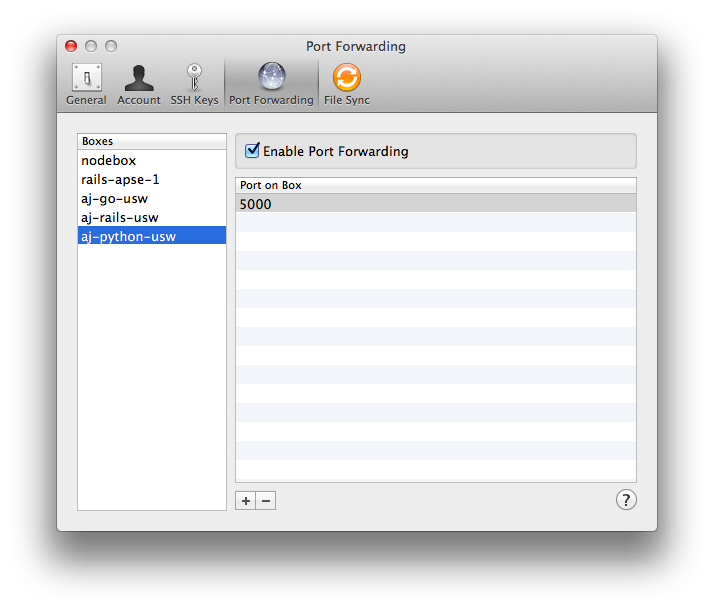 Port Forwarding
General Account SSH Keys Port Forwarding File Sync
Boxes
nodebox
rails-apse-1
aj-go-usw
aj-rails-usw
aj-python-usw
Enable Port Forwarding
Port on Box
5000
+ −
?